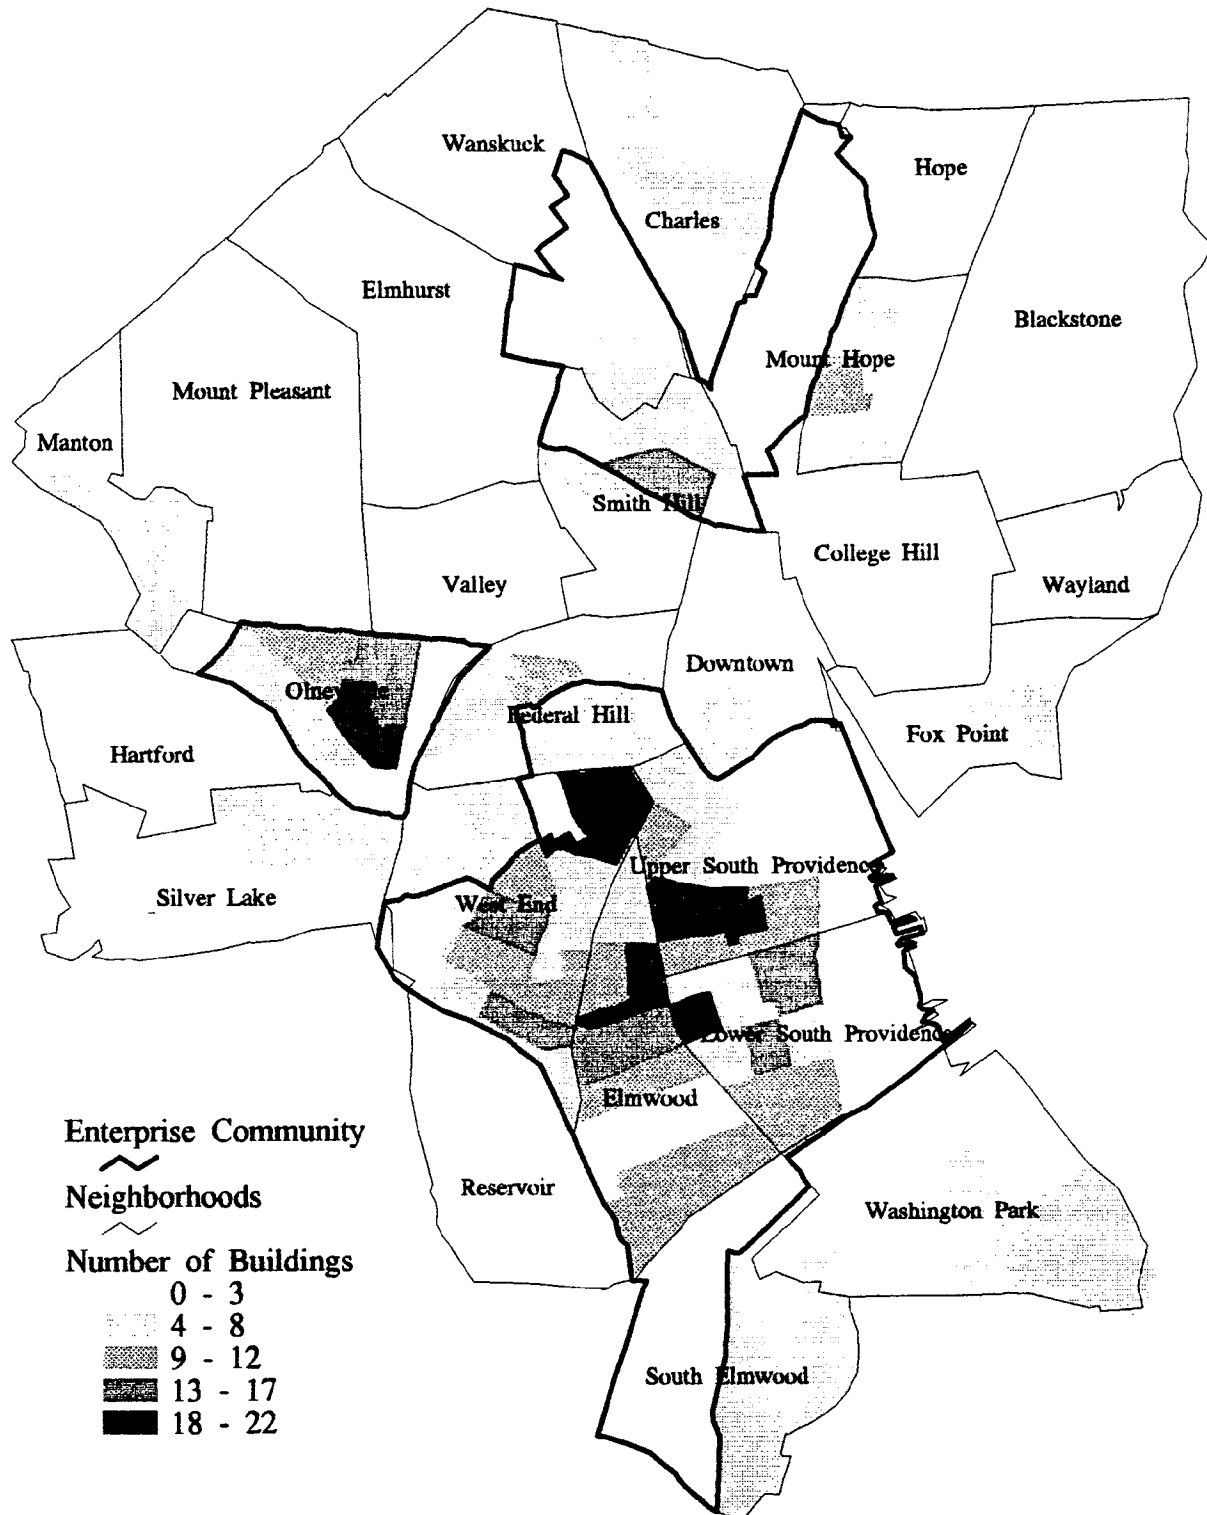 Wanskuck
Hope
Charles
Elmhurst
Blackstone
Mount Hope
Mount Pleasant
Manton
Smith Hill
College Hill
Valley
Wayland
Downtown
Olneyville
Federal Hill
Fox Point
Hartford
Upper South Providence
Silver Lake
West End
Lower South Providence
Elmwood
Enterprise Community
Reservoir
Neighborhoods
Washington Park
Number of Buildings
0 - 3
4 - 8
9 - 12
13 - 17
18 - 22
South Elmwood